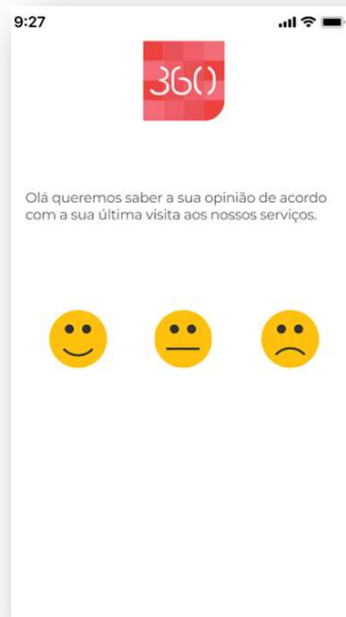 9:27
360
Olá queremos saber a sua opinião de acordo
com a sua última visita aos nossos serviços.